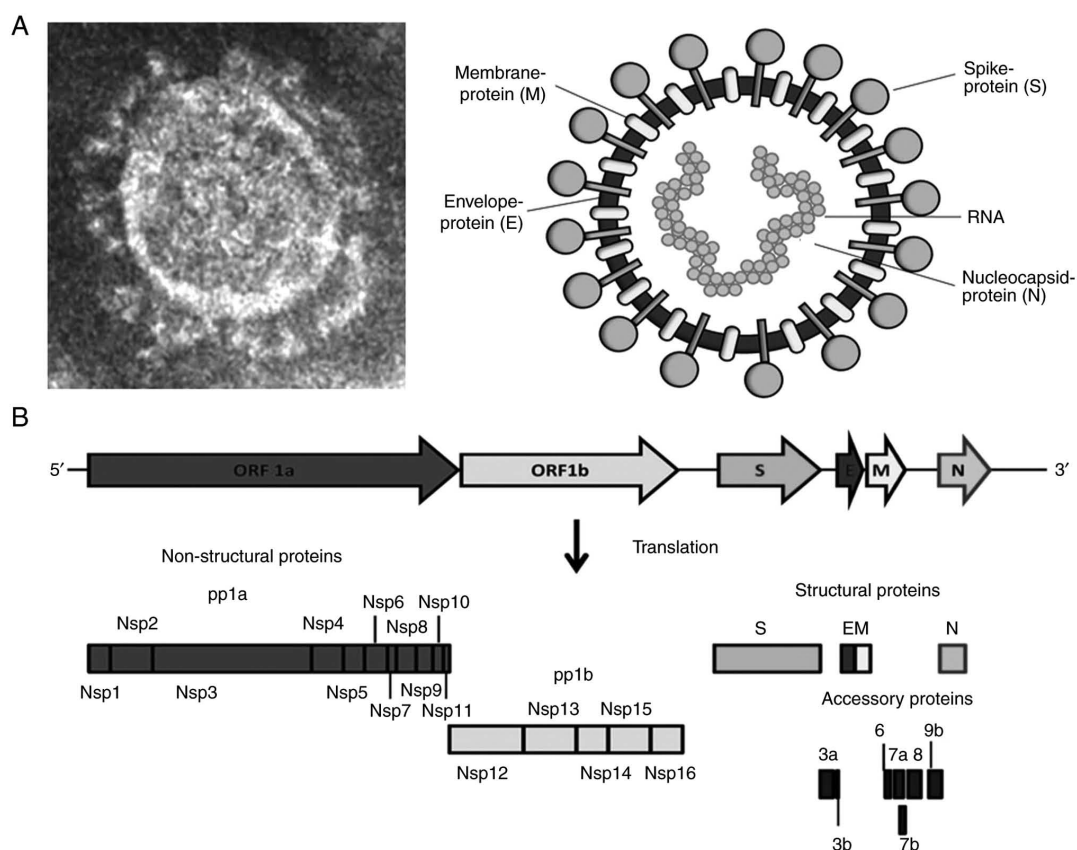 A
Membrane-
protein (M)
Spike-
protein (S)
Envelope-
protein (E)
RNA
Nucleocapsid-
protein (N)
B
5′
ORF 1a
ORF1b
S
E
M
N
3′
Translation
Non-structural proteins
Structural proteins
pp1a
Nsp6
Nsp10
Nsp2
Nsp4
Nsp8
S
EM
N
Nsp1
Nsp3
Nsp5
Nsp9
Nsp7
Nsp11
pp1b
Accessory proteins
Nsp13
Nsp15
6
9b
3a
7a
8
Nsp12
Nsp14
Nsp16
3b
7b